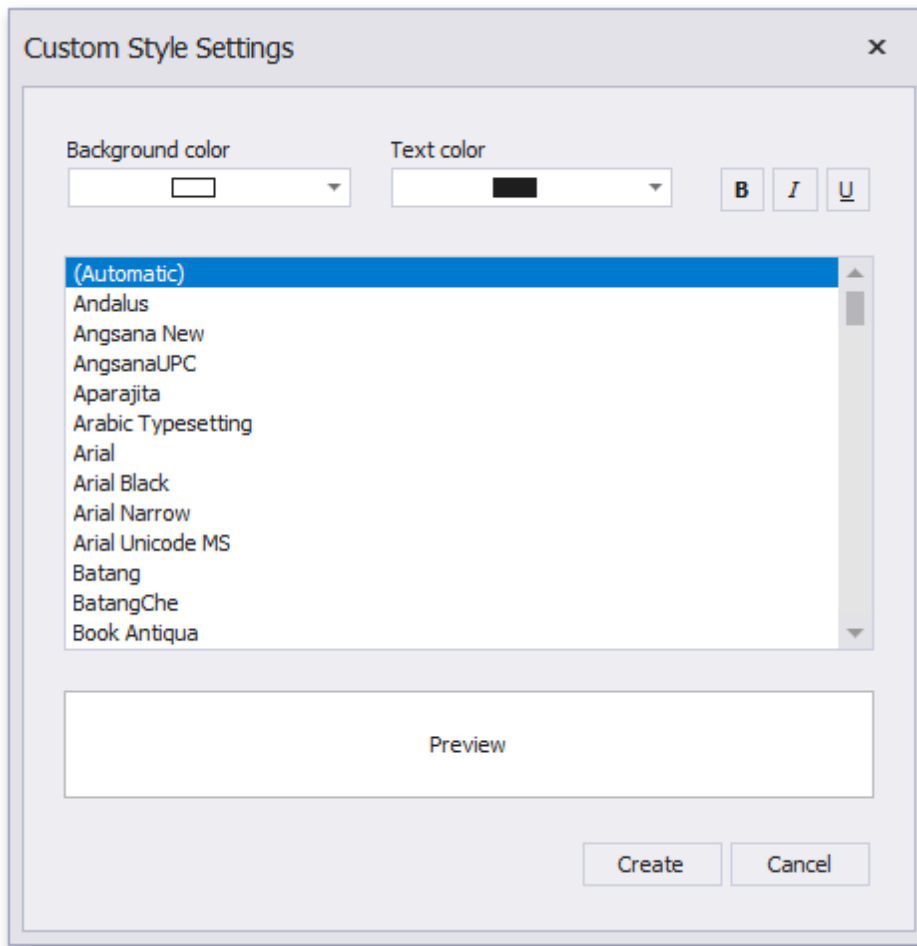 Custom Style Settings
Background color Text color
B I U
(Automatic)
Andalus
Angsana New
AngsanaUPC
Aparajita
Arabic Typesetting
Arial
Arial Black
Arial Narrow
Arial Unicode MS
Batang
BatangChe
Book Antiqua
Preview
Create Cancel